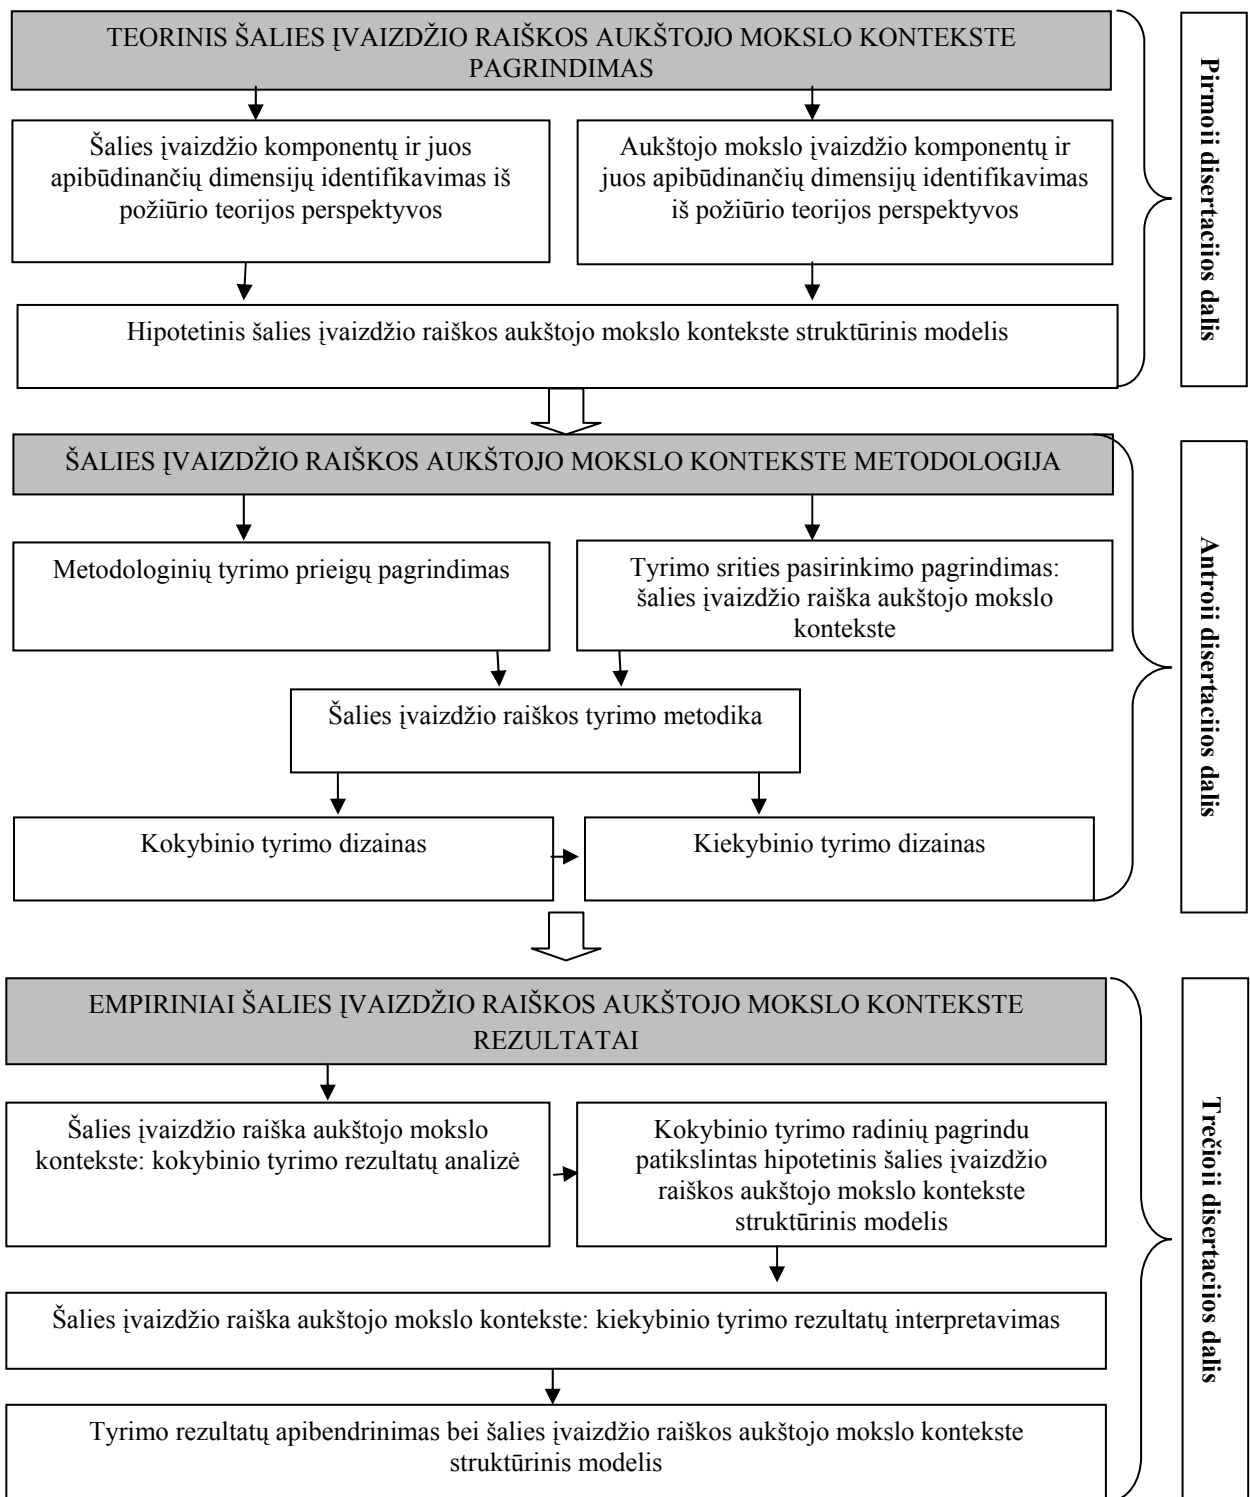 TEORINIS ŠALIES ĮVAIZDŽIO RAIŠKOS AUKŠTOJO MOKSLO KONTEKSTE
PAGRINDIMAS
Šalies įvaizdžio komponentų ir juos
apibūdinančių dimensijų identifikavimas iš
požiūrio teorijos perspektyvos
Aukštojo mokslo įvaizdžio komponentų ir
juos apibūdinančių dimensijų identifikavimas
iš požiūrio teorijos perspektyvos
Hipotetinis šalies įvaizdžio raiškos aukštojo mokslo kontekste struktūrinis modelis
Pirmoii disertaciios dalis
ŠALIES ĮVAIZDŽIO RAIŠKOS AUKŠTOJO MOKSLO KONTEKSTE METODOLOGIJA
Metodologinių tyrimo prieigų pagrindimas
Tyrimo srities pasirinkimo pagrindimas:
šalies įvaizdžio raiška aukštojo mokslo
kontekste
Šalies įvaizdžio raiškos tyrimo metodika
Kokybinio tyrimo dizainas
Kiekybinio tyrimo dizainas
Antroii disertaciios dalis
EMPIRINIAI ŠALIES ĮVAIZDŽIO RAIŠKOS AUKŠTOJO MOKSLO KONTEKSTE
REZULTATAI
Šalies įvaizdžio raiška aukštojo mokslo
kontekste: kokybinio tyrimo rezultatų analizė
Kokybinio tyrimo radinių pagrindu
patikslintas hipotetinis šalies įvaizdžio
raiškos aukštojo mokslo kontekste
struktūrinis modelis
Šalies įvaizdžio raiška aukštojo mokslo kontekste: kiekybinio tyrimo rezultatų interpretavimas
Tyrimo rezultatų apibendrinimas bei šalies įvaizdžio raiškos aukštojo mokslo kontekste
struktūrinis modelis
Trečioii disertaciios dalis